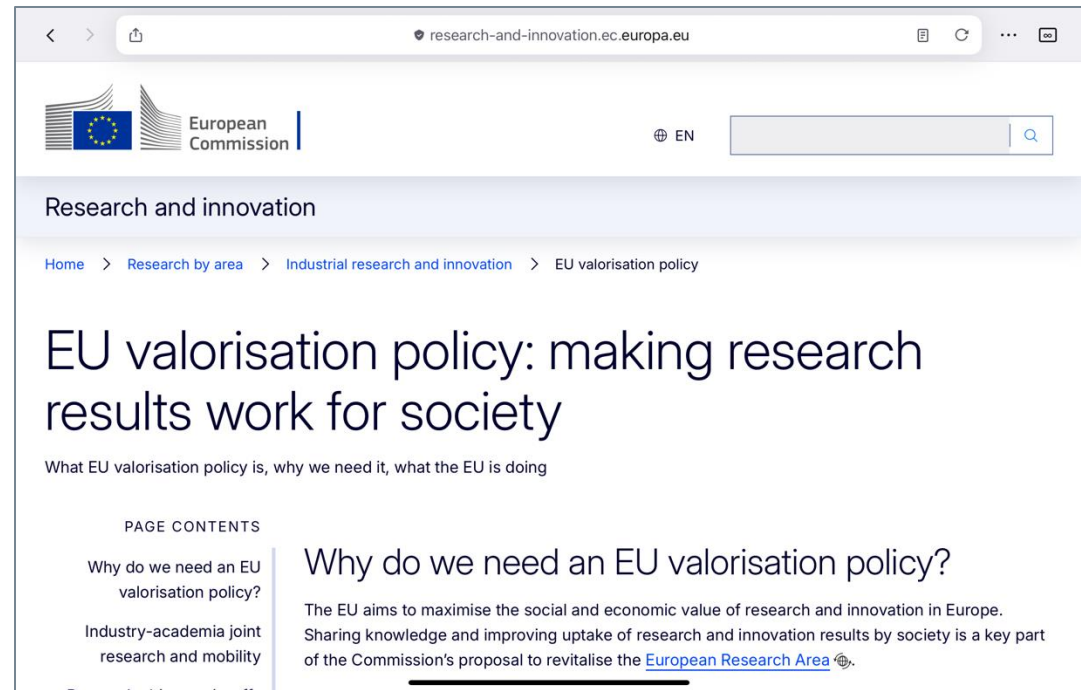 research-and-innovation.ec.europa.eu
European
Commission
EN
Research and innovation
Home > Research by area > Industrial research and innovation > EU valorisation policy
EU valorisation policy: making research
results work for society
What EU valorisation policy is, why we need it, what the EU is doing
PAGE CONTENTS
Why do we need an EU
valorisation policy?
Industry-academia joint
research and mobility
Why do we need an EU valorisation policy?
The EU aims to maximise the social and economic value of research and innovation in Europe.
Sharing knowledge and improving uptake of research and innovation results by society is a key part
of the Commission's proposal to revitalise the European Research Area.